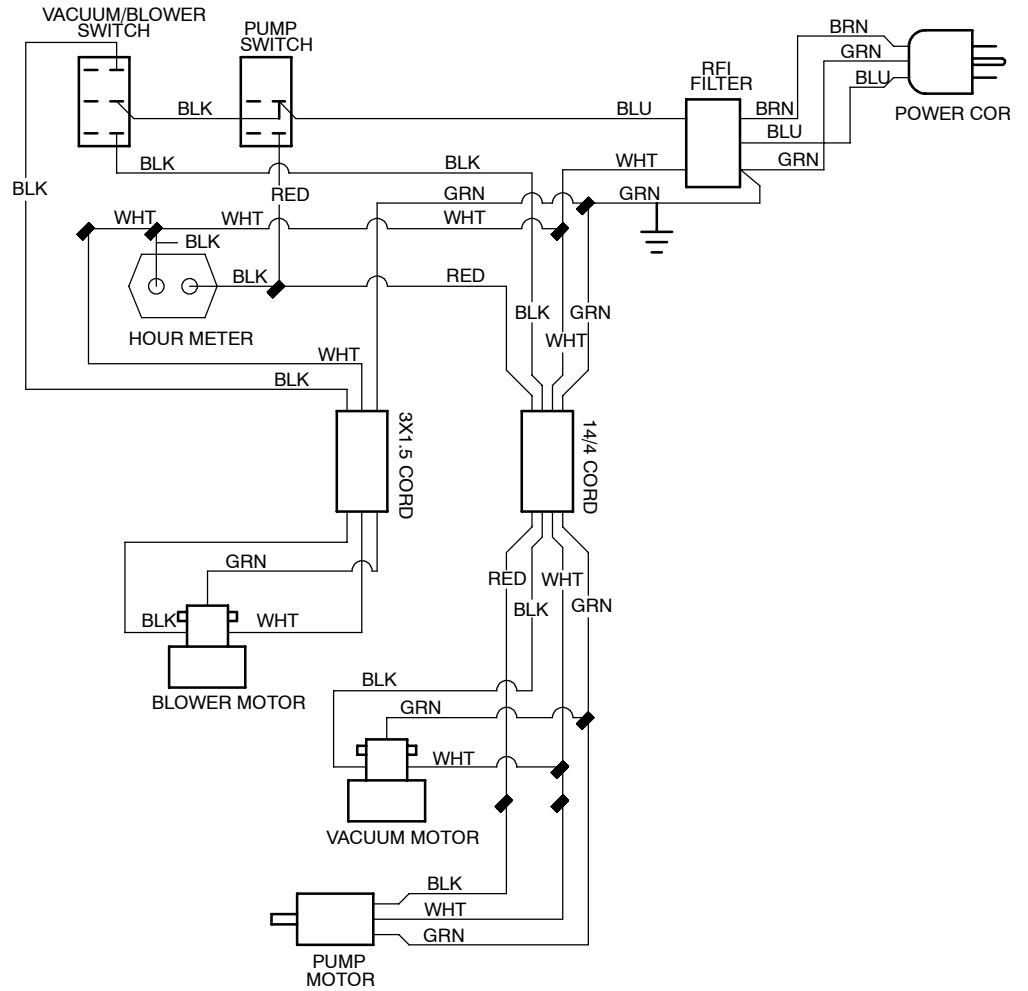 VACUUM/BLOWER
SWITCH
PUMP
SWITCH
BRN
GRN
BLU
POWER COR
RFI
FILTER
BLK
BLU
BRN
BLU
WHT
GRN
BLK
BLK
BLK
RED
GRN
GRN
WHT
WHT
WHT
BLK
BLK
RED
HOUR METER
BLK
GRN
WHT
WHT
BLK
3X1.5 CORD
14/4 CORD
GRN
RED
WHT
BLK
GRN
BLK
WHT
BLOWER MOTOR
BLK
GRN
WHT
VACUUM MOTOR
BLK
WHT
GRN
PUMP
MOTOR